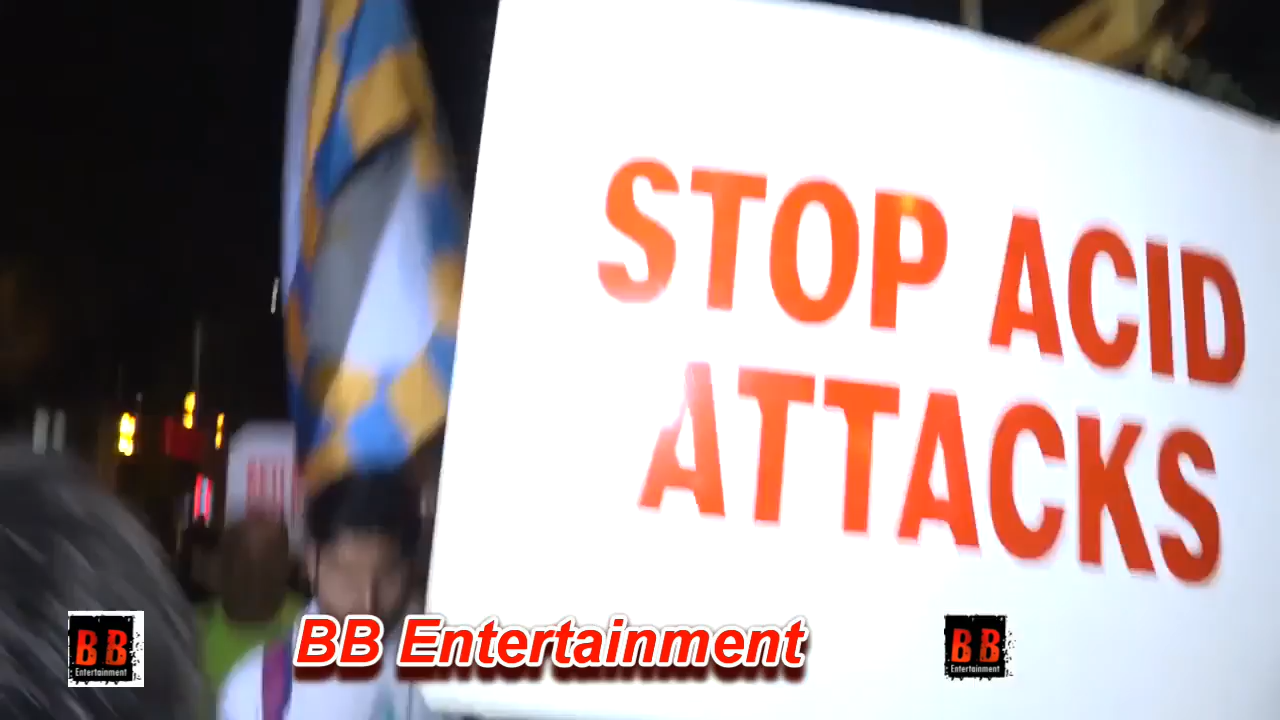 STOP ACID
ATTACKS
BB Entertainment
BB
Entertainment
BB
Entertainment